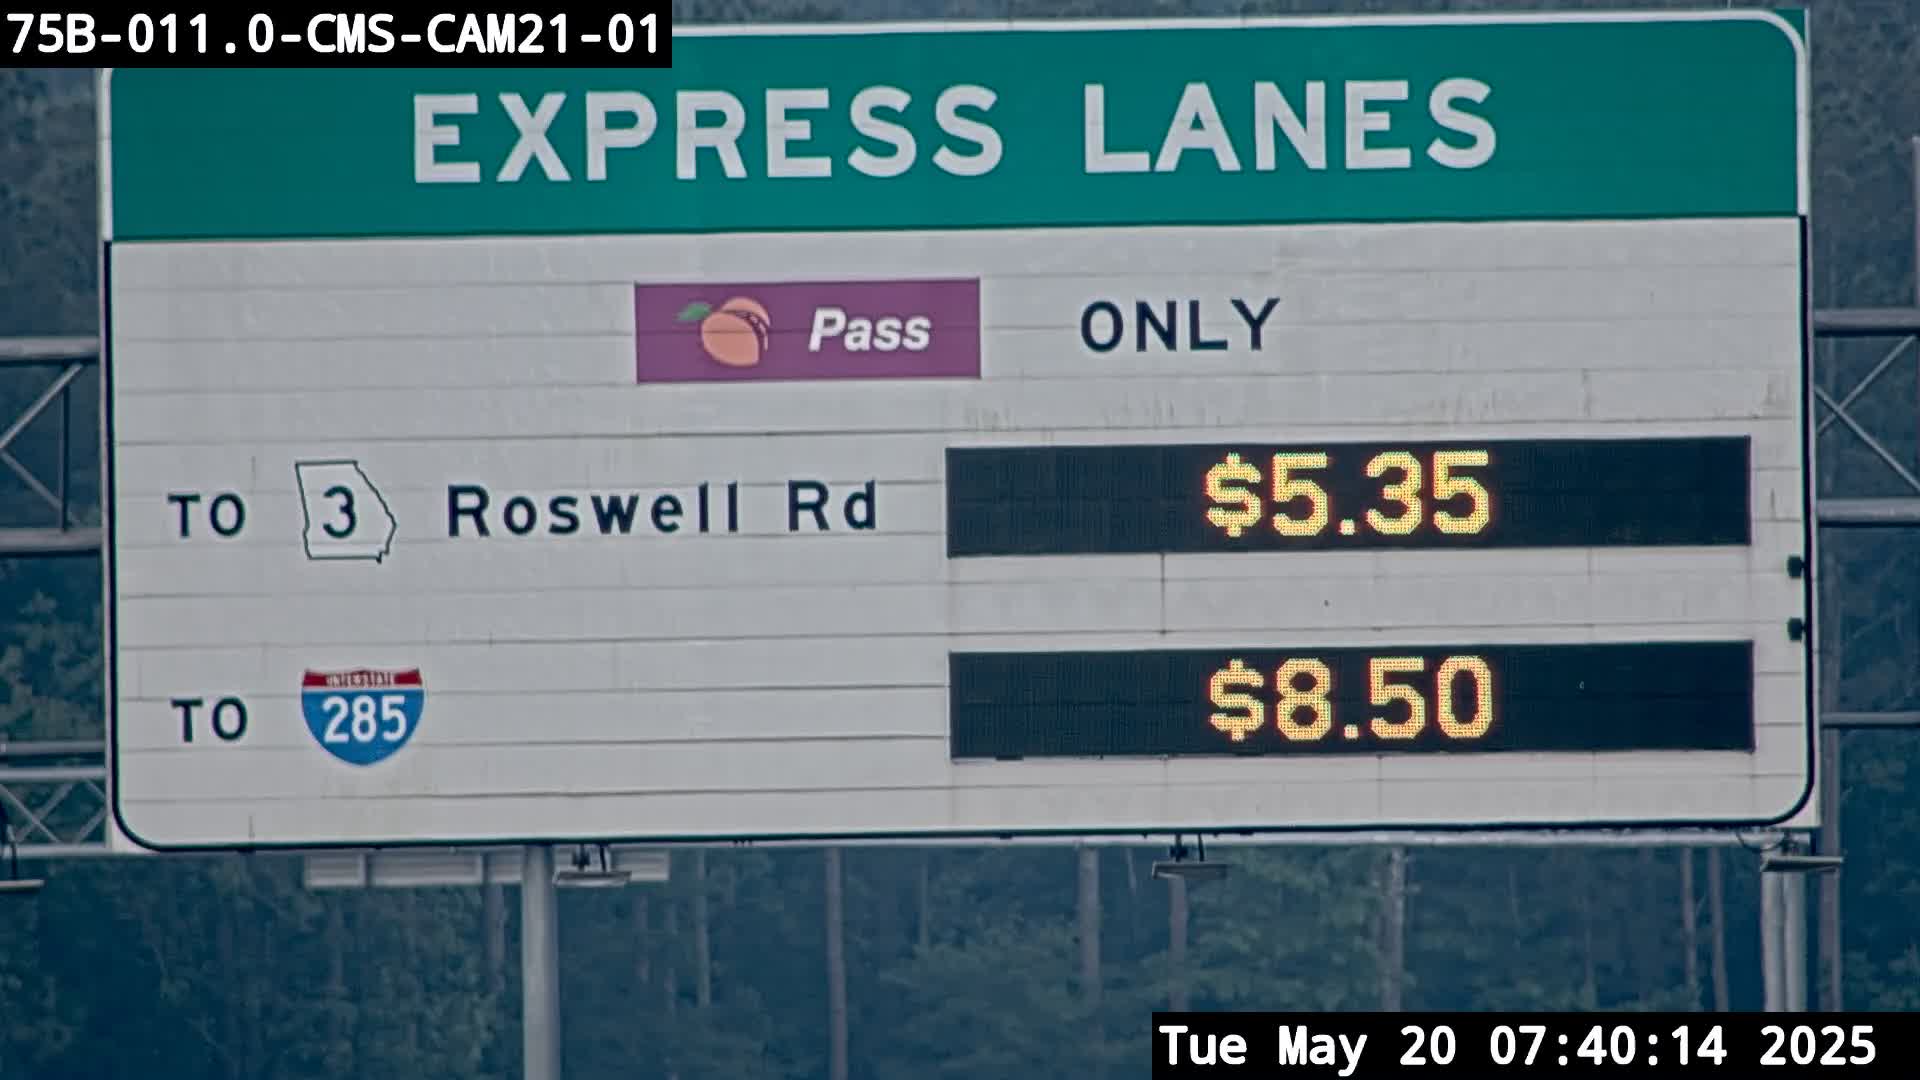 75B-011.0-CMS-CAM21-01
EXPRESS LANES
Pass ONLY
TO 3 Roswell Rd $5.35
INTERSTATE
TO 285 $8.50
Tue May 20 07:40:14 2025